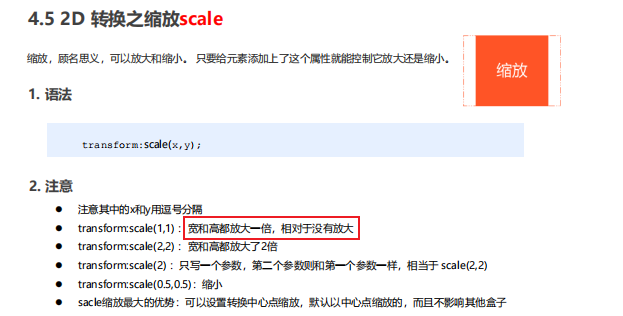 4.5 2D 转换之缩放scale
缩放，顾名思义，可以放大和缩小。 只要给元素添加上了这个属性就能控制它放大还是缩小。
缩放
1. 语法
transform:scale(x,y);
2. 注意
● 注意其中的x和y用逗号分隔
● transform:scale(1,1) ：宽和高都放大一倍，相对于没有放大
● transform:scale(2,2) ：宽和高都放大了2倍
● transform:scale(2) ：只写一个参数，第二个参数则和第一个参数一样，相当于 scale(2,2)
● transform:scale(0.5,0.5)：缩小
● sacle缩放最大的优势：可以设置转换中心点缩放，默认以中心点缩放的，而且不影响其他盒子